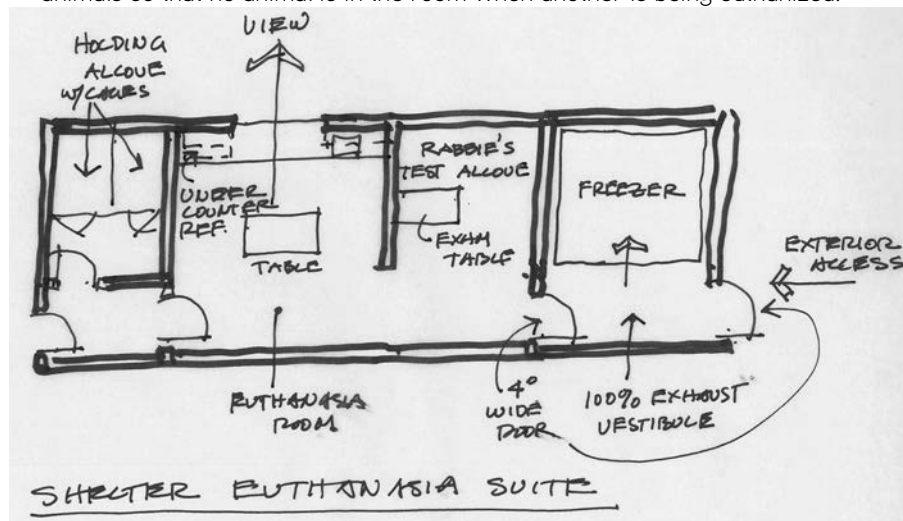 animals so that no animal is in the room when another is being euthanized.
HOLDING
ALCOVE
W/CAGES
VIEW
UNDER
COUNTER
REF.
TABLE
RABBIE'S
TEST ALCOVE
EXAM
TABLE
FREEZER
EXTERIOR
ACCESS
EUTHANASIA
ROOM
4⁰
WIDE
DOOR
100% EXHAUST
VESTIBULE
SHELTER EUTHANASIA SUITE